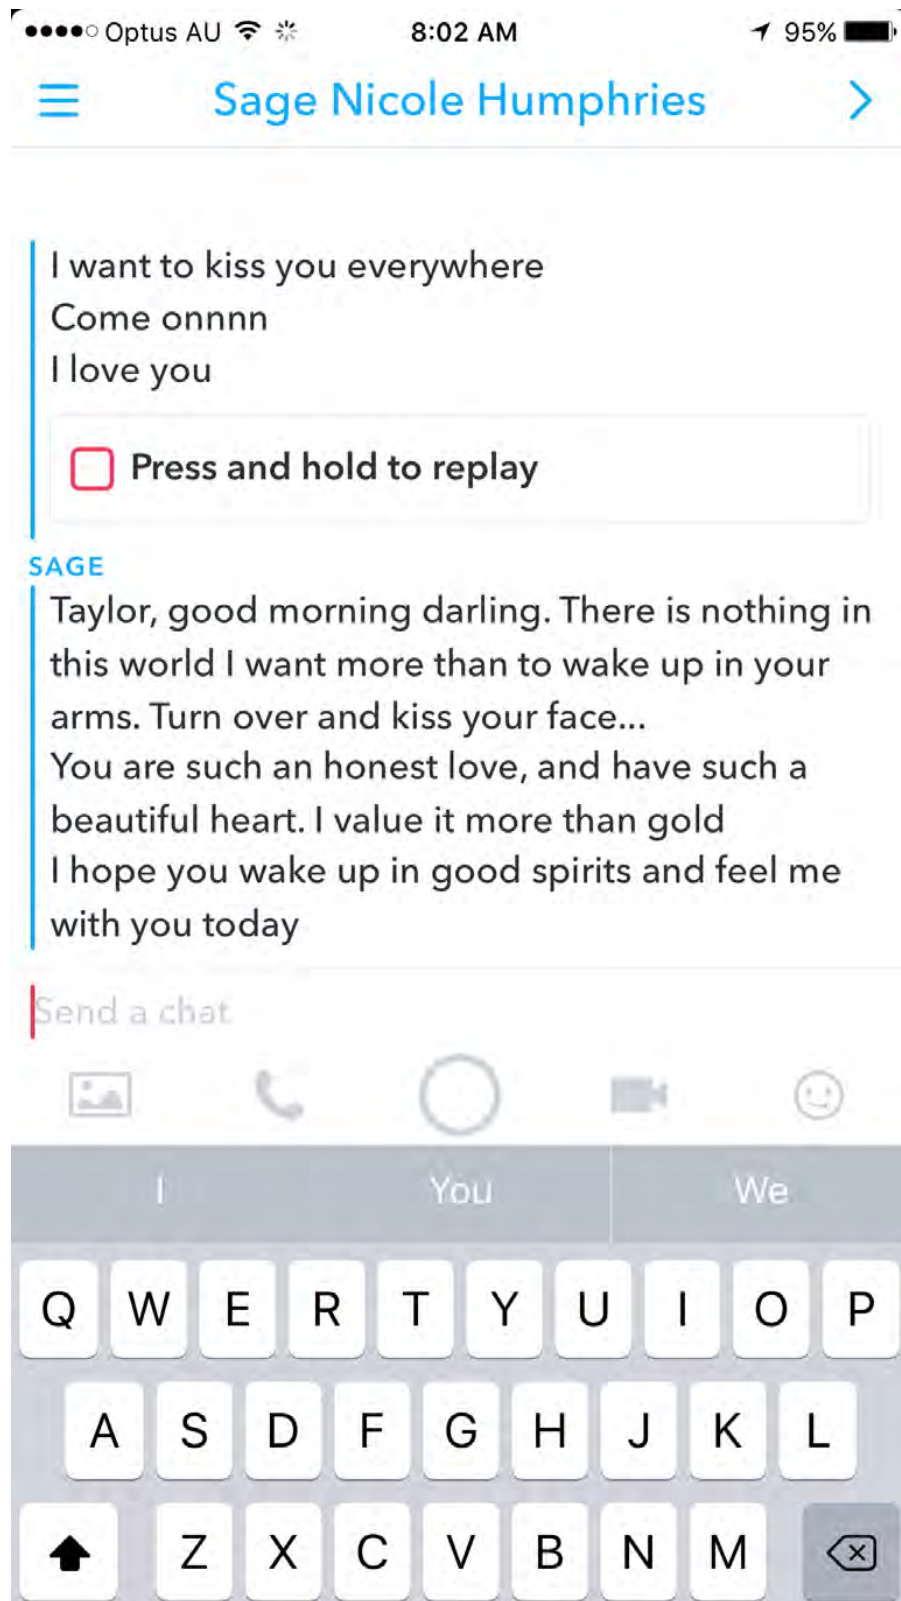 Optus AU 8:02 AM 95%
Sage Nicole Humphries
I want to kiss you everywhere
Come onnnn
I love you
Press and hold to replay
SAGE
Taylor, good morning darling. There is nothing in
this world I want more than to wake up in your
arms. Turn over and kiss your face...
You are such an honest love, and have such a
beautiful heart. I value it more than gold
I hope you wake up in good spirits and feel me
with you today
Send a chat
I You We
Q W E R T Y U I O P
A S D F G H J K L
Z X C V B N M